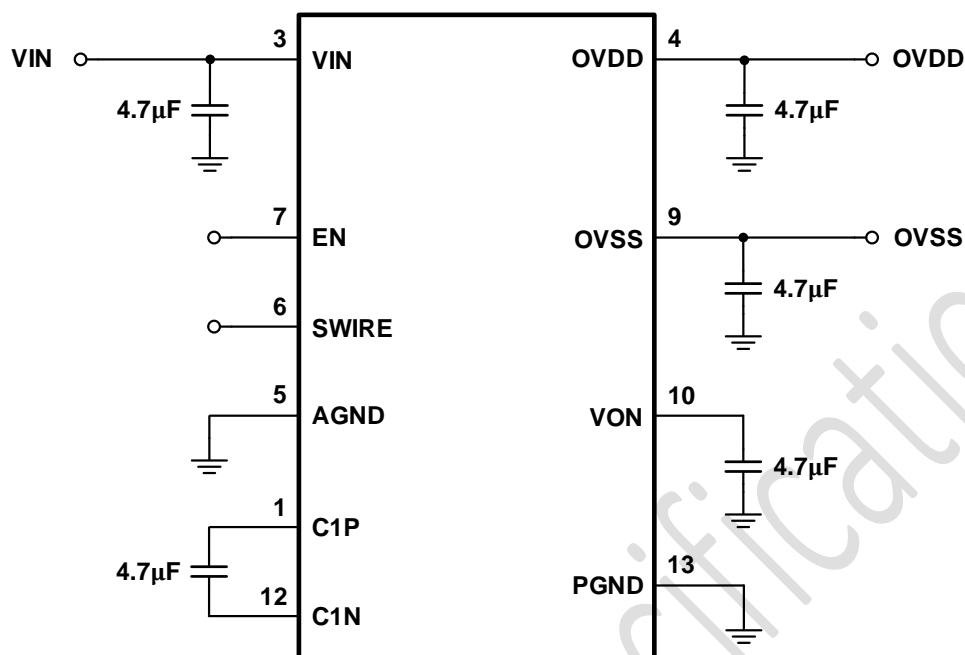 3
4
VIN
VIN
OVDD
OVDD
4.7μF
4.7μF
7
9
EN
OVSS
OVSS
6
4.7μF
SWIRE
5
10
AGND
VON
4.7μF
1
C1P
13
4.7μF
PGND
12
C1N